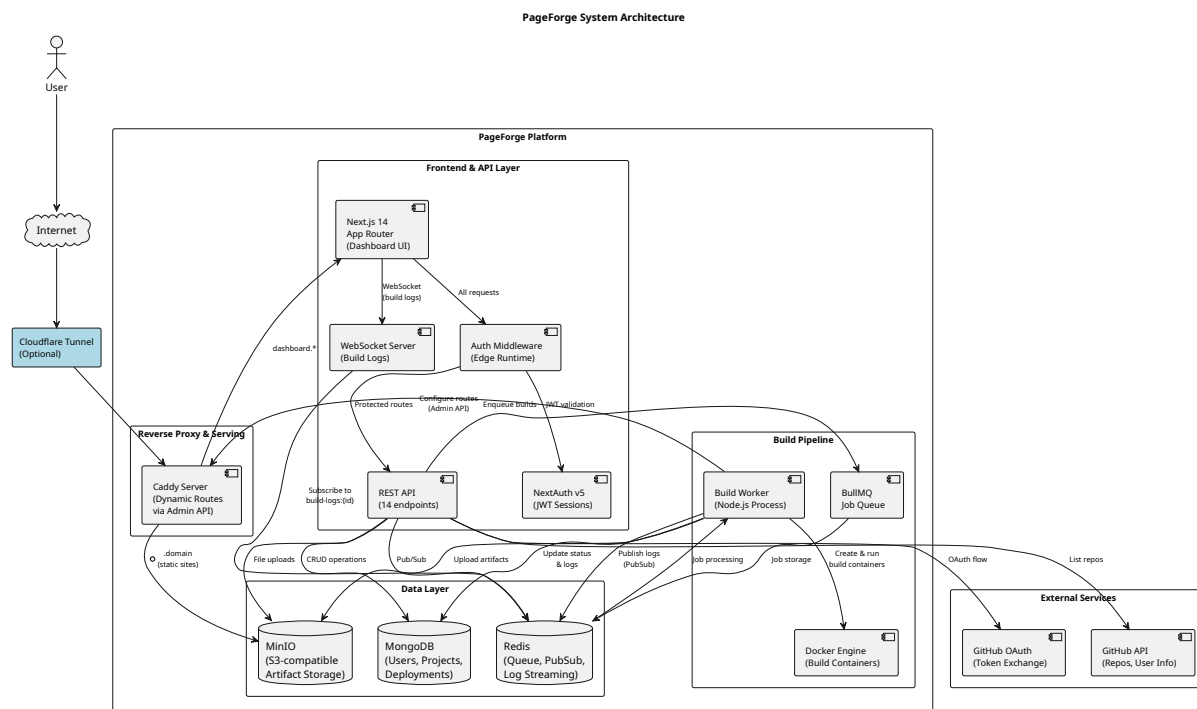 PageForge System Architecture
User
PageForge Platform
Frontend & API Layer
Next.js 14
App Router
(Dashboard UI)
Internet
WebSocket
(build logs)
All requests
Cloudflare Tunnel
(Optional)
dashboard.*
WebSocket Server
(Build Logs)
Auth Middleware
(Edge Runtime)
Protected routes
Configure routes
(Admin API)
Enqueue builds
JWT validation
Reverse Proxy & Serving
Build Pipeline
Caddy Server
(Dynamic Routes
via Admin API)
Subscribe to
build-logs:{id}
REST API
(14 endpoints)
NextAuth v5
(JWT Sessions)
Build Worker
(Node.js Process)
BullMQ
Job Queue
.domain
(static sites)
File uploads
CRUD operations
Pub/Sub
Upload artifacts
Update status
& logs
Publish logs
(PubSub)
Job processing
Job storage
Create & run
build containers
OAuth flow
List repos
Data Layer
External Services
MinIO
(S3-compatible
Artifact Storage)
MongoDB
(Users, Projects,
Deployments)
Redis
(Queue, PubSub,
Log Streaming)
Docker Engine
(Build Containers)
GitHub OAuth
(Token Exchange)
GitHub API
(Repos, User Info)